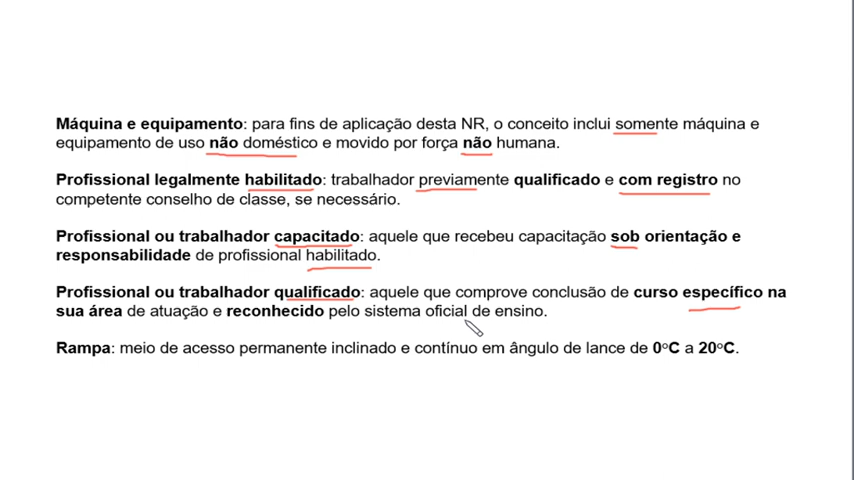 Máquina e equipamento: para fins de aplicação desta NR, o conceito inclui somente máquina e
equipamento de uso não doméstico e movido por força não humana.
Profissional legalmente habilitado: trabalhador previamente qualificado e com registro no
competente conselho de classe, se necessário.
Profissional ou trabalhador capacitado: aquele que recebeu capacitação sob orientação e
responsabilidade de profissional habilitado.
Profissional ou trabalhador qualificado: aquele que comprove conclusão de curso específico na
sua área de atuação e reconhecido pelo sistema oficial de ensino.
Rampa: meio de acesso permanente inclinado e contínuo em ângulo de lance de 0°C a 20°C.